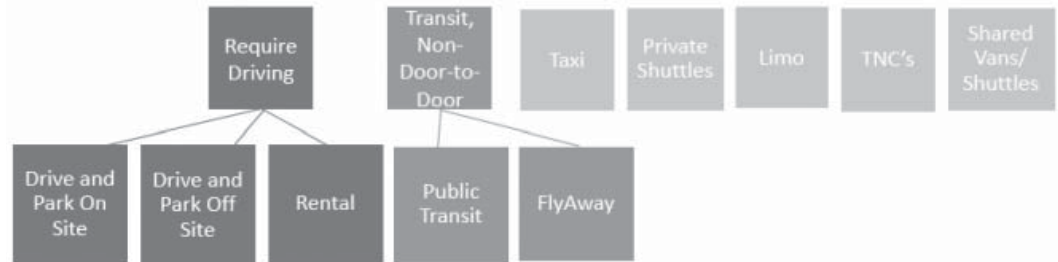 Require
Driving
Transit,
Non-
Door-to-
Door
Taxi
Private
Shuttles
Limo
TNC's
Shared
Vans/
Shuttles
Drive and
Park On
Site
Drive and
Park Off
Site
Rental
Public
Transit
FlyAway